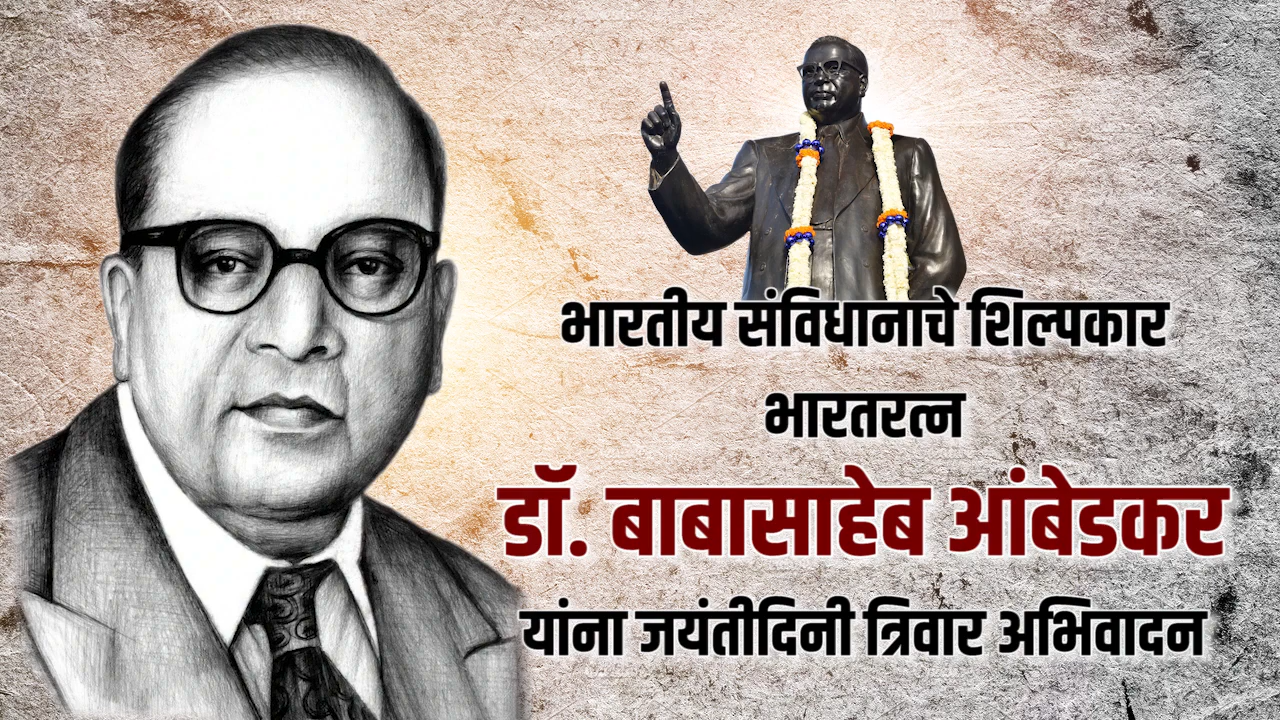 भारतीय संविधानाचे शिल्पकार
भारतरत्न
डॉ. बाबासाहेब आंबेडकर
यांना जयंतीदिनी त्रिवार अभिवादन